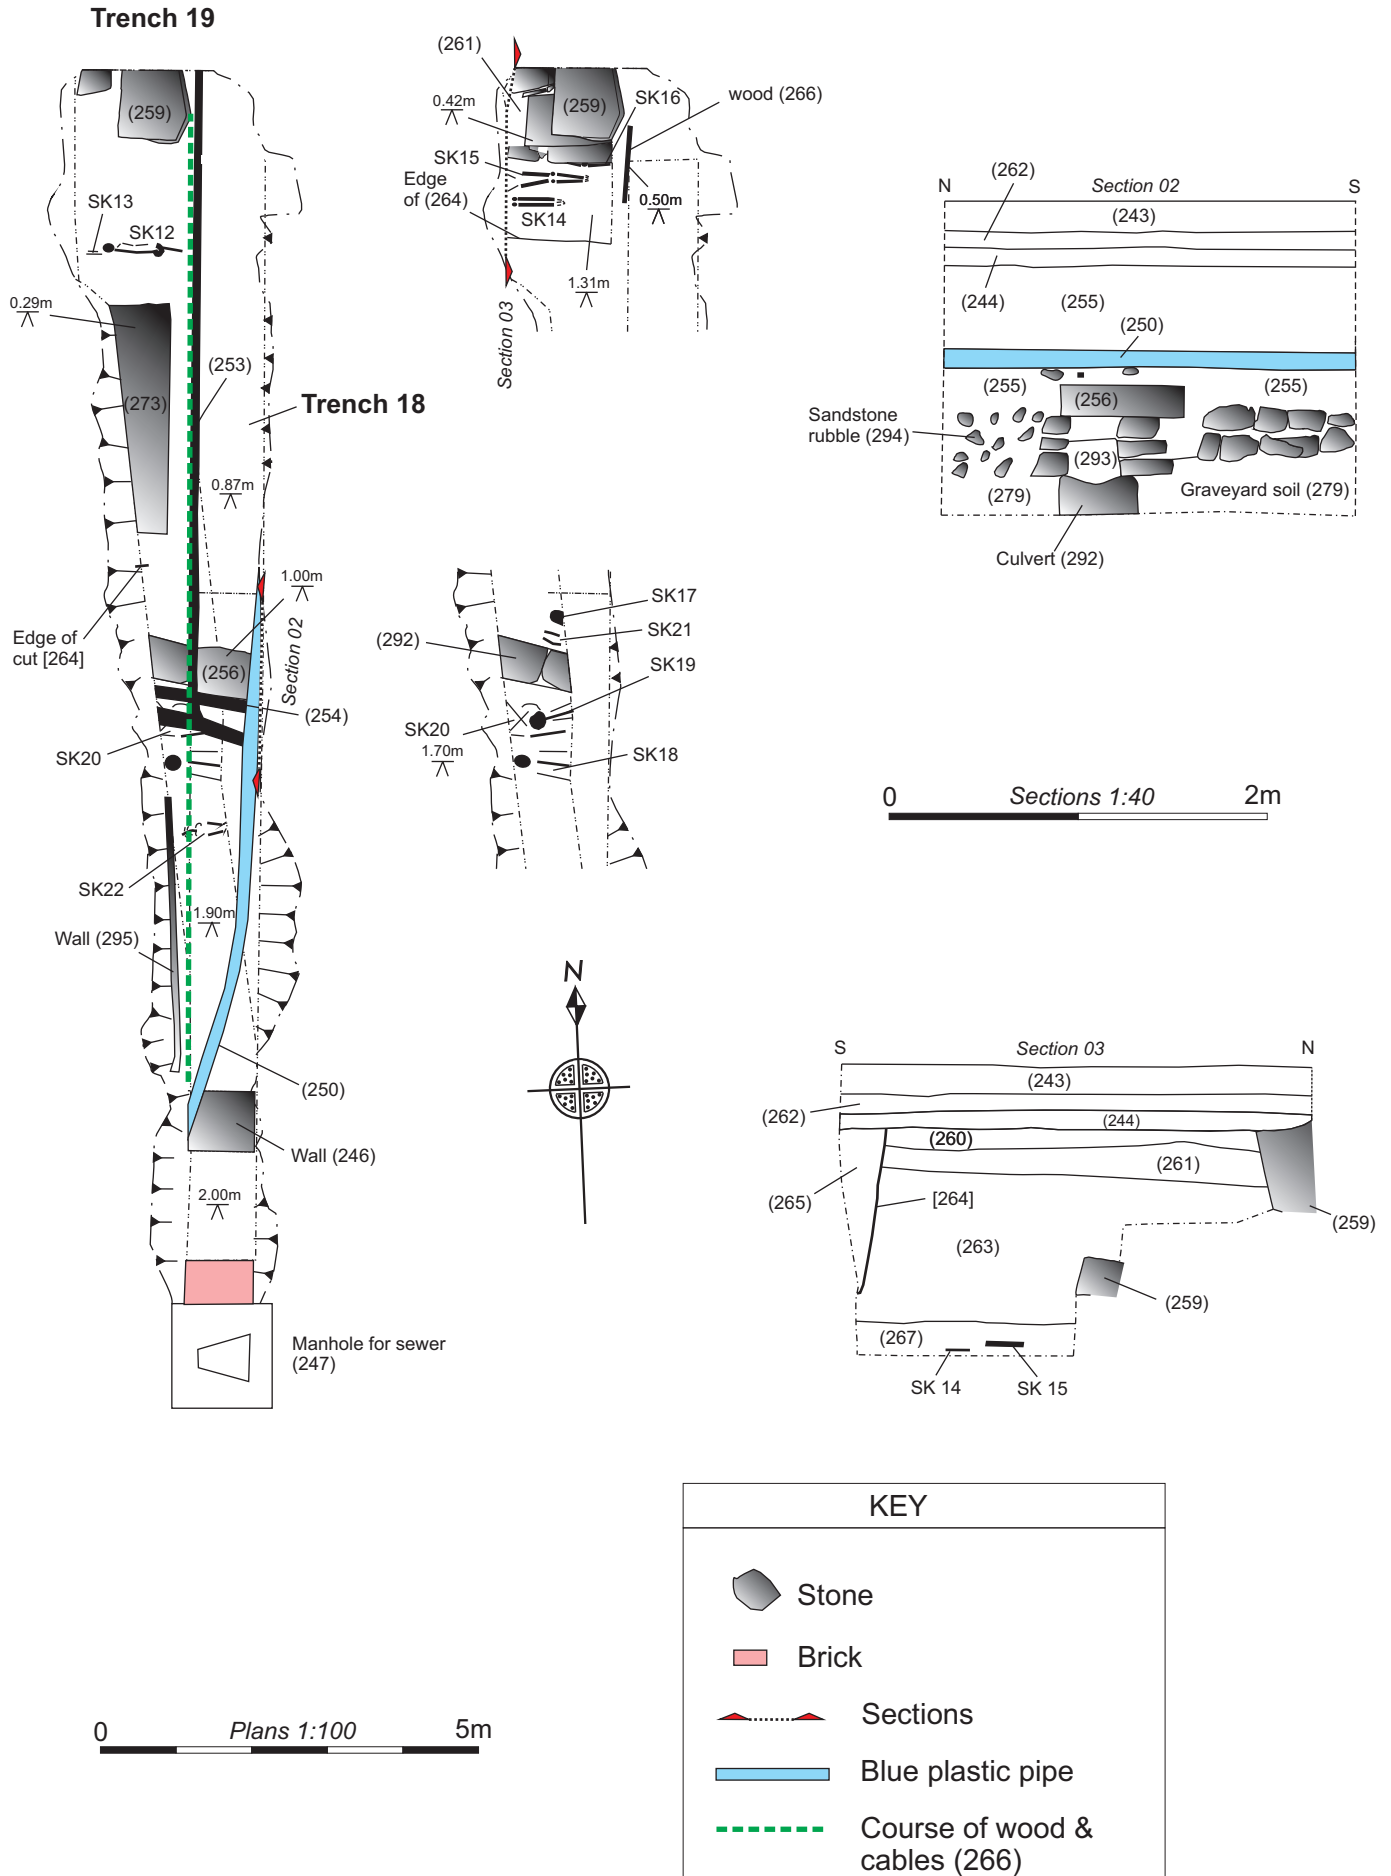 Trench 19
(259)
SK13
SK12
0.29m
(273)
(253)
Trench 18
0.87m
1.00m
Edge of
cut [264]
(256)
Section 02
(254)
SK20
SK22
1.90m
Wall (295)
(250)
Wall (246)
2.00m
Manhole for sewer
(247)
(261)
0.42m
(259)
SK16
wood (266)
SK15
Edge
of (264)
0.50m
SK14
1.31m
Section 03
SK17
(292)
SK21
SK19
SK20
1.70m
SK18
N
(262)
N
Section 02
S
(243)
(244)
(255)
(250)
(255)
(256)
(255)
Sandstone
rubble (294)
(293)
(279)
Graveyard soil (279)
Culvert (292)
0
Sections 1:40
2m
S
Section 03
N
(243)
(262)
(244)
(260)
(261)
(265)
[264]
(259)
(263)
(259)
(267)
SK 14
SK 15
KEY
Stone
Brick
Sections
Blue plastic pipe
Course of wood &
cables (266)
0
Plans 1:100
5m